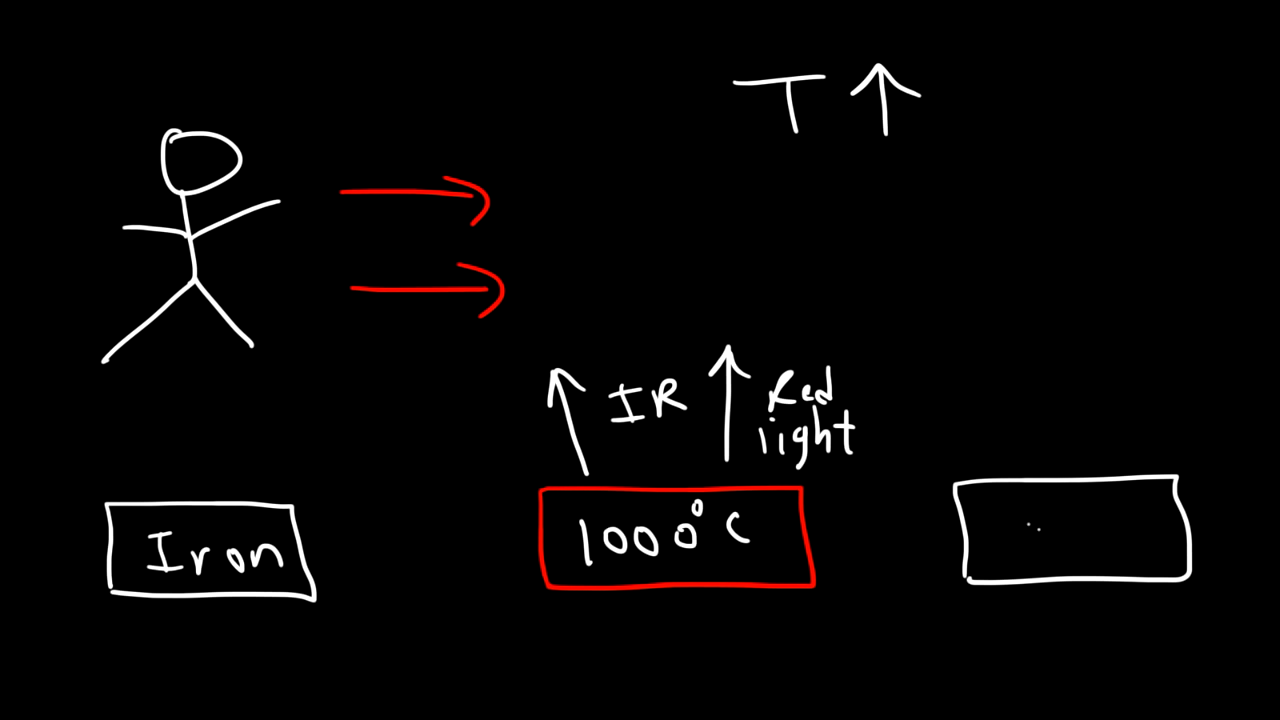 T ↑
IR
Red
light
Iron
1000°C